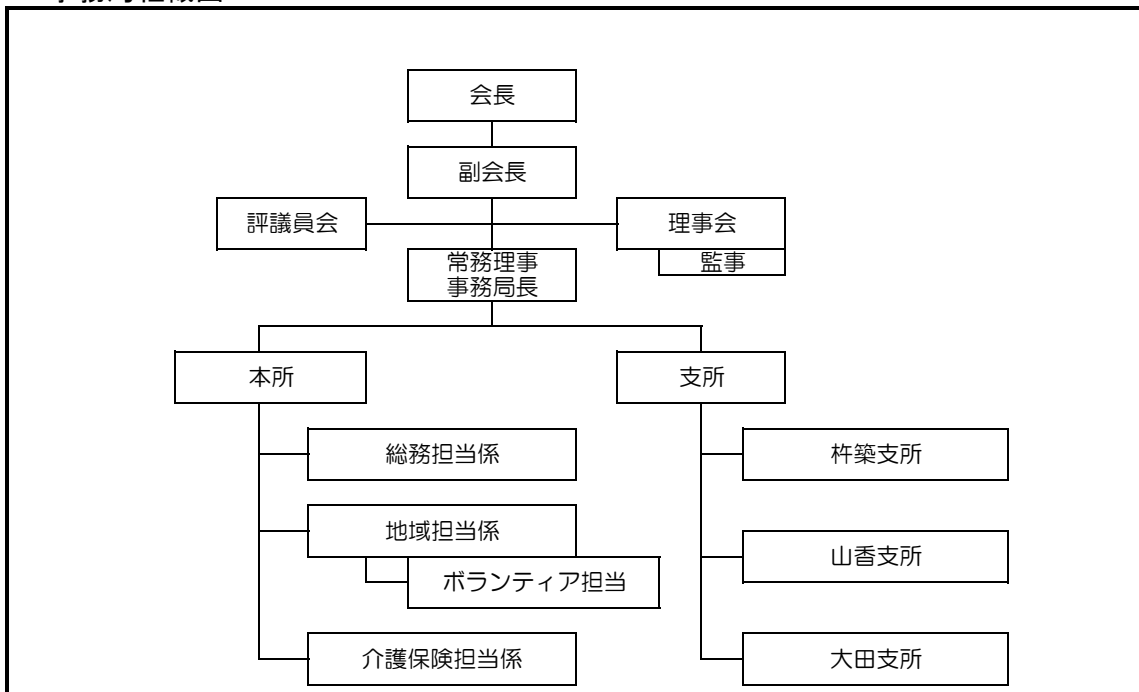 会長
副会長
評議員会
理事会
監事
常務理事
事務局長
本所
支所
総務担当係
杵築支所
地域担当係
山香支所
ボランティア担当
介護保険担当係
大田支所